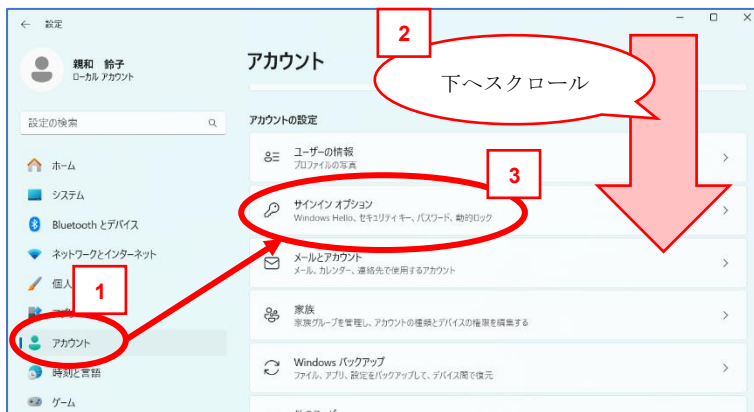 ← 設定
親和 鈴子
ローカル アカウント
設定の検索
ホーム
システム
Bluetooth とデバイス
ネットワークとインターネット
個人
1
アカウント
時刻と言語
ゲーム
アカウント
2
下へスクロール
アカウントの設定
ユーザーの情報
プロファイルの写真
3
サインイン オプション
Windows Hello、セキュリティ キー、パスワード、動的ロック
メールとアカウント
メール、カレンダー、連絡先で使用するアカウント
家族
家族グループを管理し、アカウントの種類とデバイスの権限を編集する
Windows バックアップ
ファイル、アプリ、設定をバックアップして、デバイス間で復元